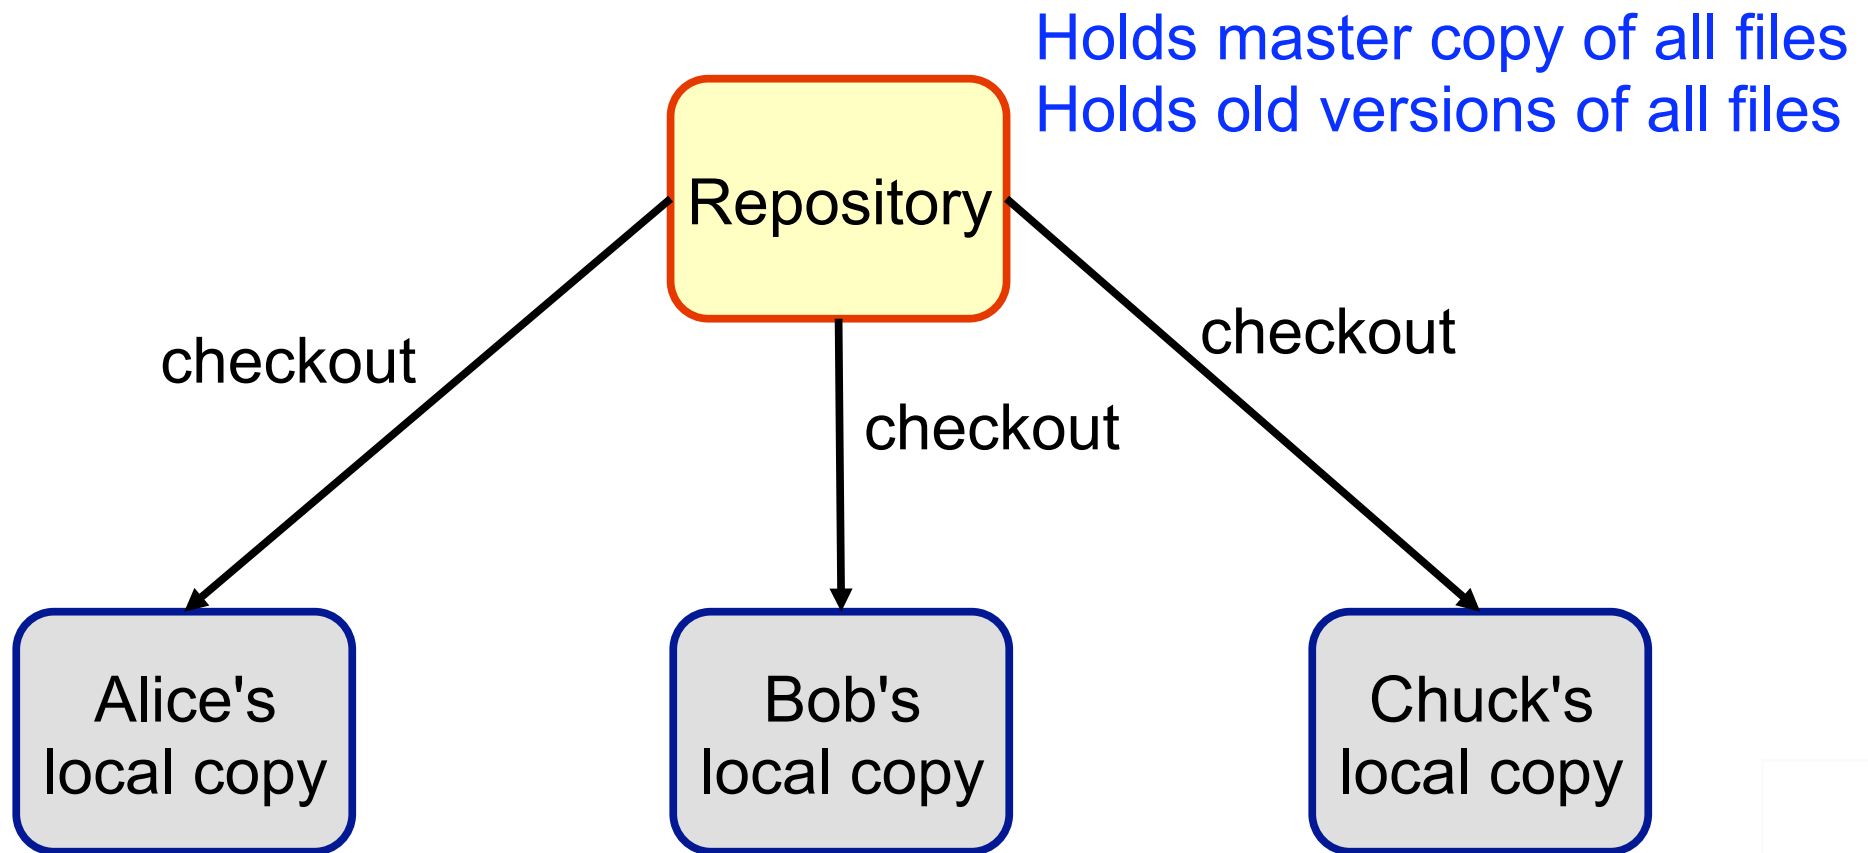 Holds master copy of all files
Holds old versions of all files
Repository
checkout
checkout
checkout
Alice's
local copy
Bob's
local copy
Chuck's
local copy